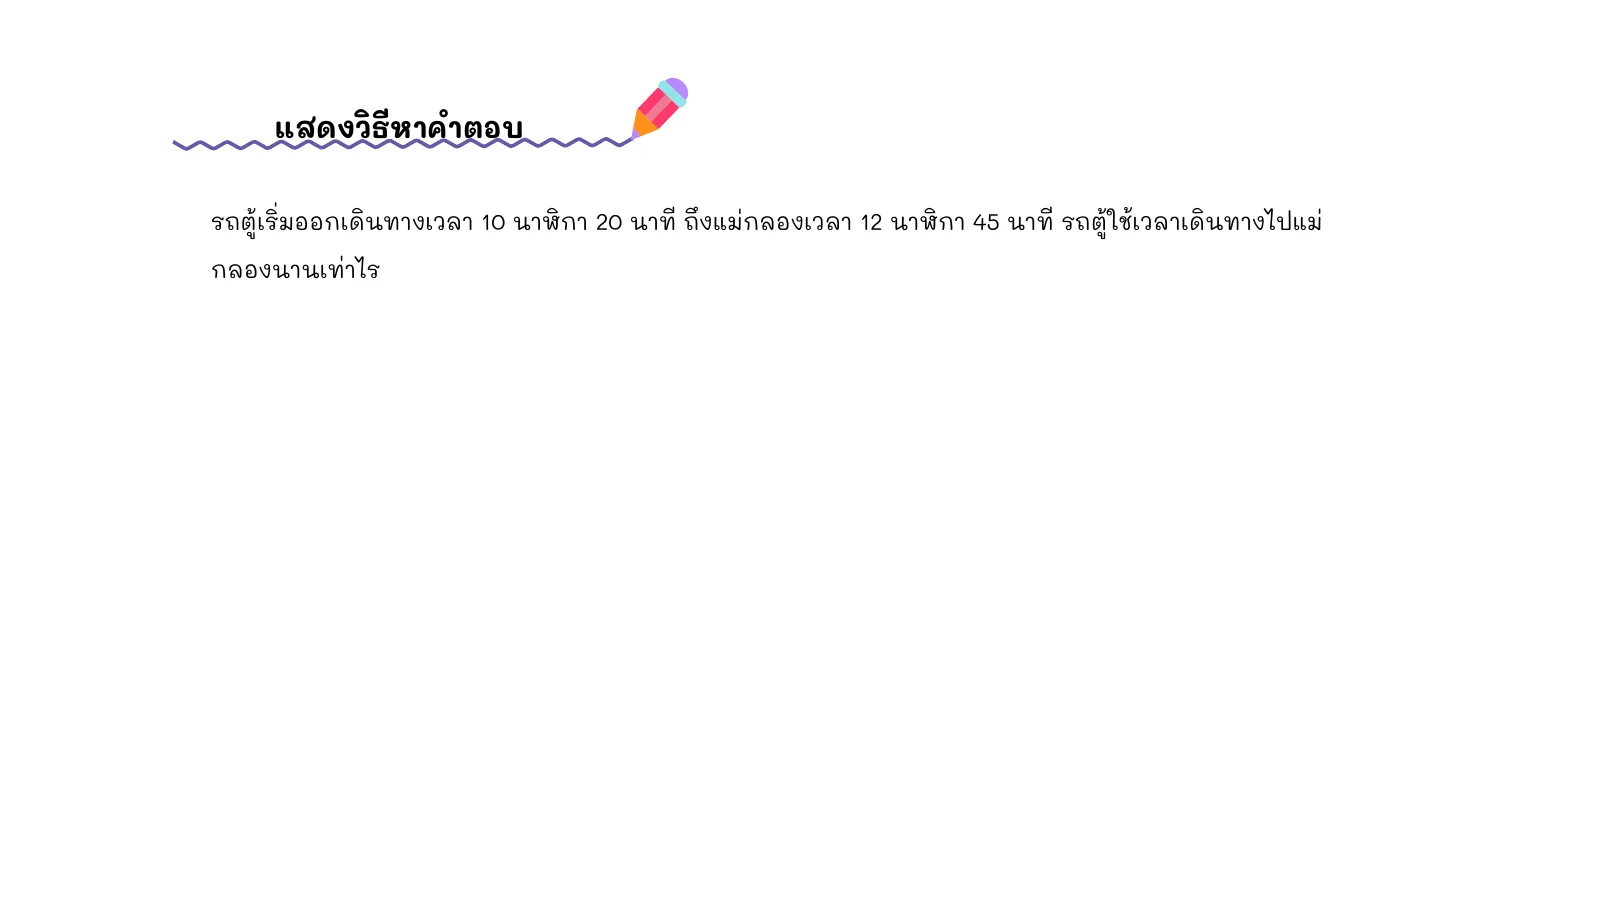 แสดงวิธีหาคำตอบ
รถตู้เริ่มออกเดินทางเวลา 10 นาฬิกา 20 นาที ถึงแม่กลองเวลา 12 นาฬิกา 45 นาที รถตู้ใช้เวลาเดินทางไปแม่
กลองนานเท่าไร